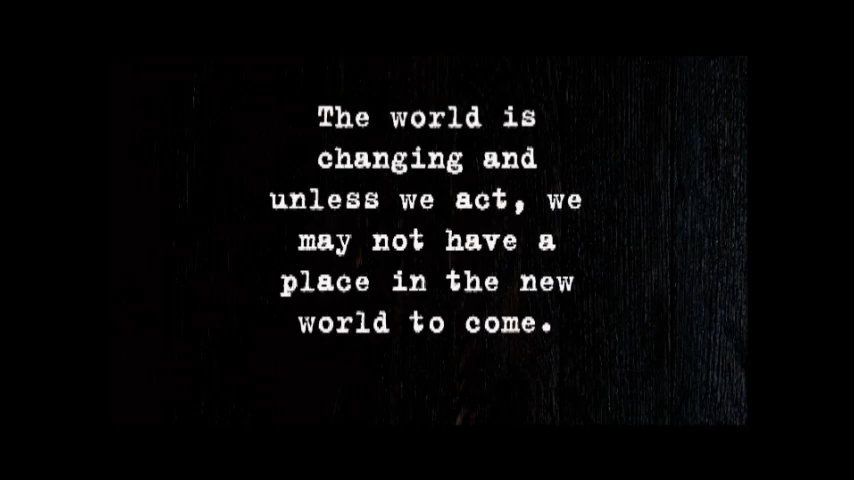 The world is
changing and
unless we act, we
may not have a
place in the new
world to come.